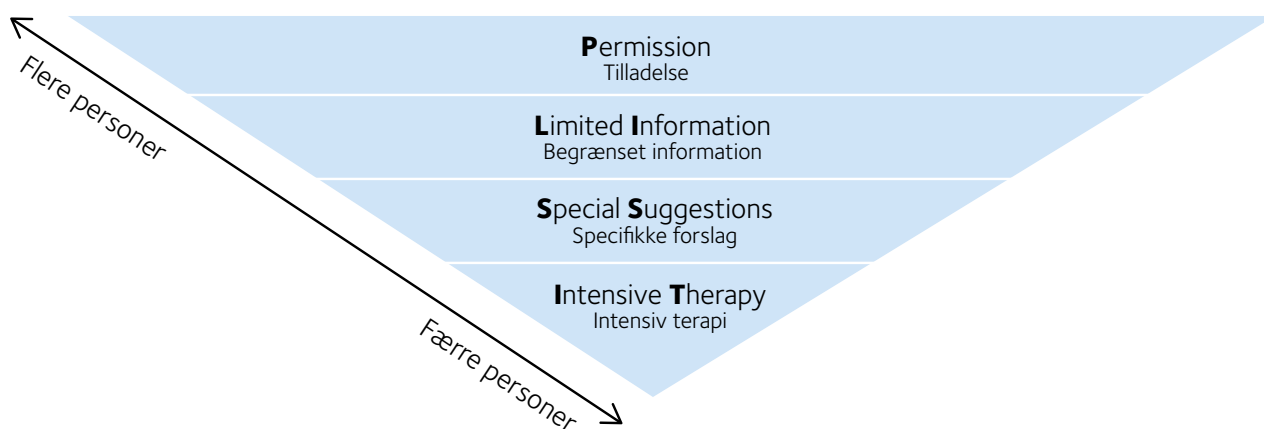 Permission
Tilladelse
Flere personer
Limited Information
Begrænset information
Special Suggestions
Specifikke forslag
Intensive Therapy
Intensiv terapi
Færre personer